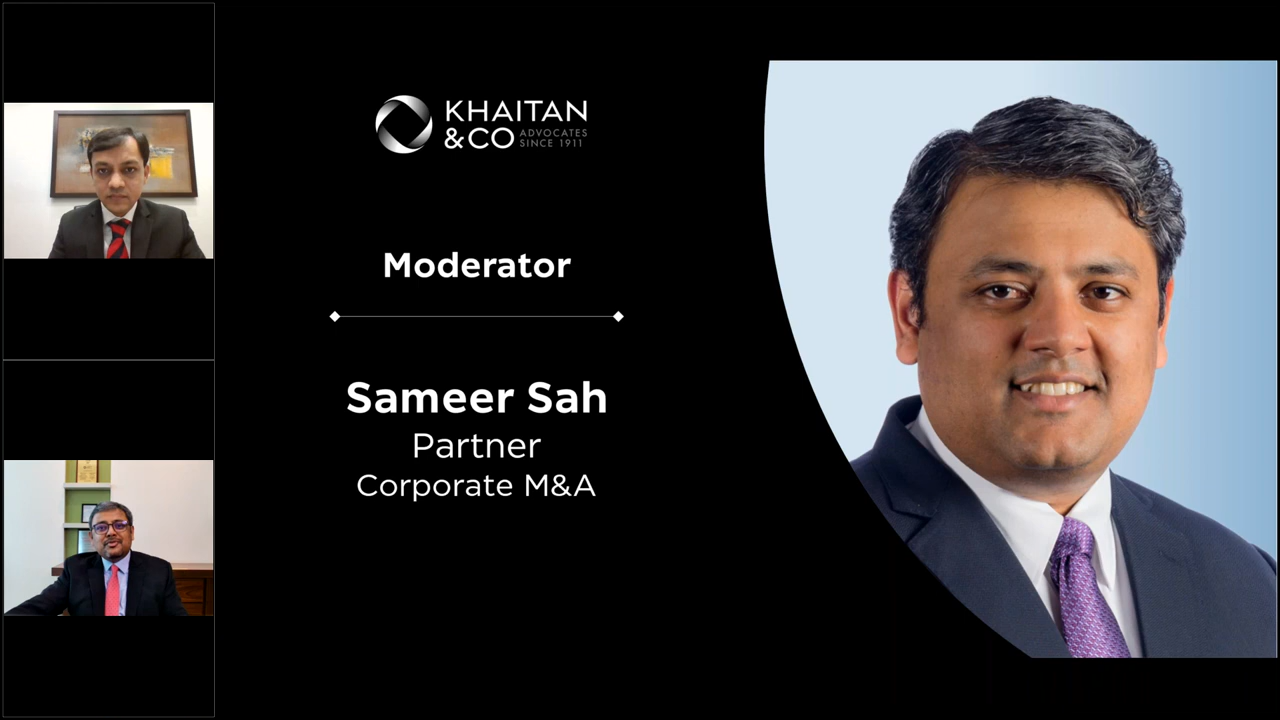 KHAITAN
&CO ADVOCATES
SINCE 1911
Moderator
Sameer Sah
Partner
Corporate M&A